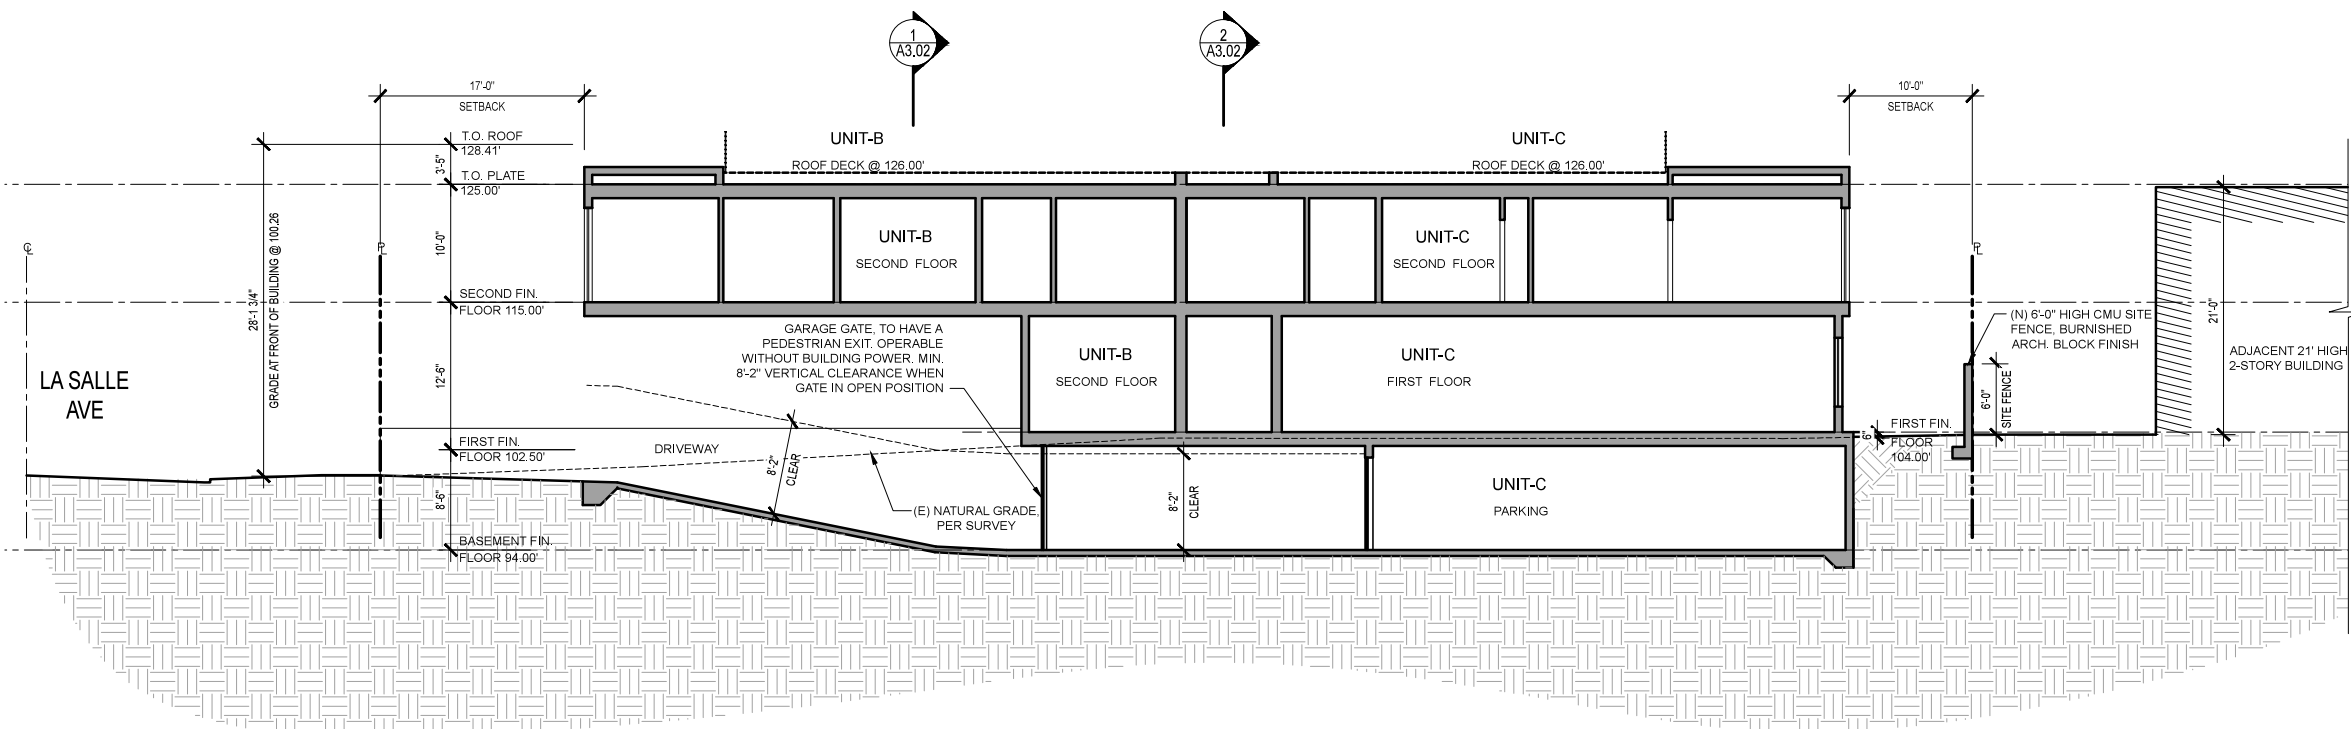 1
A3.02
2
A3.02
17'-0"
SETBACK
10'-0"
SETBACK
T.O. ROOF
128.41'
3'-5"
T.O. PLATE
125.00'
UNIT-B
ROOF DECK @ 126.00'
UNIT-C
ROOF DECK @ 126.00'
28'-1 3/4"
GRADE AT FRONT OF BUILDING @ 100.26
10'-0"
UNIT-B
SECOND FLOOR
UNIT-C
SECOND FLOOR
SECOND FIN.
FLOOR 115.00'
GARAGE GATE, TO HAVE A
PEDESTRIAN EXIT. OPERABLE
WITHOUT BUILDING POWER. MIN.
8'-2" VERTICAL CLEARANCE WHEN
GATE IN OPEN POSITION
UNIT-B
SECOND FLOOR
UNIT-C
FIRST FLOOR
(N) 6'-0" HIGH CMU SITE
FENCE, BURNISHED
ARCH. BLOCK FINISH
21'-0"
ADJACENT 21' HIGH
2-STORY BUILDING
LA SALLE
AVE
12'-6"
6'-0"
SITE FENCE
FIRST FIN.
FLOOR 102.50'
DRIVEWAY
8'-2"
CLEAR
6"
FIRST FIN.
FLOOR
104.00'
8'-6"
(E) NATURAL GRADE,
PER SURVEY
8'-2"
CLEAR
UNIT-C
PARKING
BASEMENT FIN.
FLOOR 94.00'